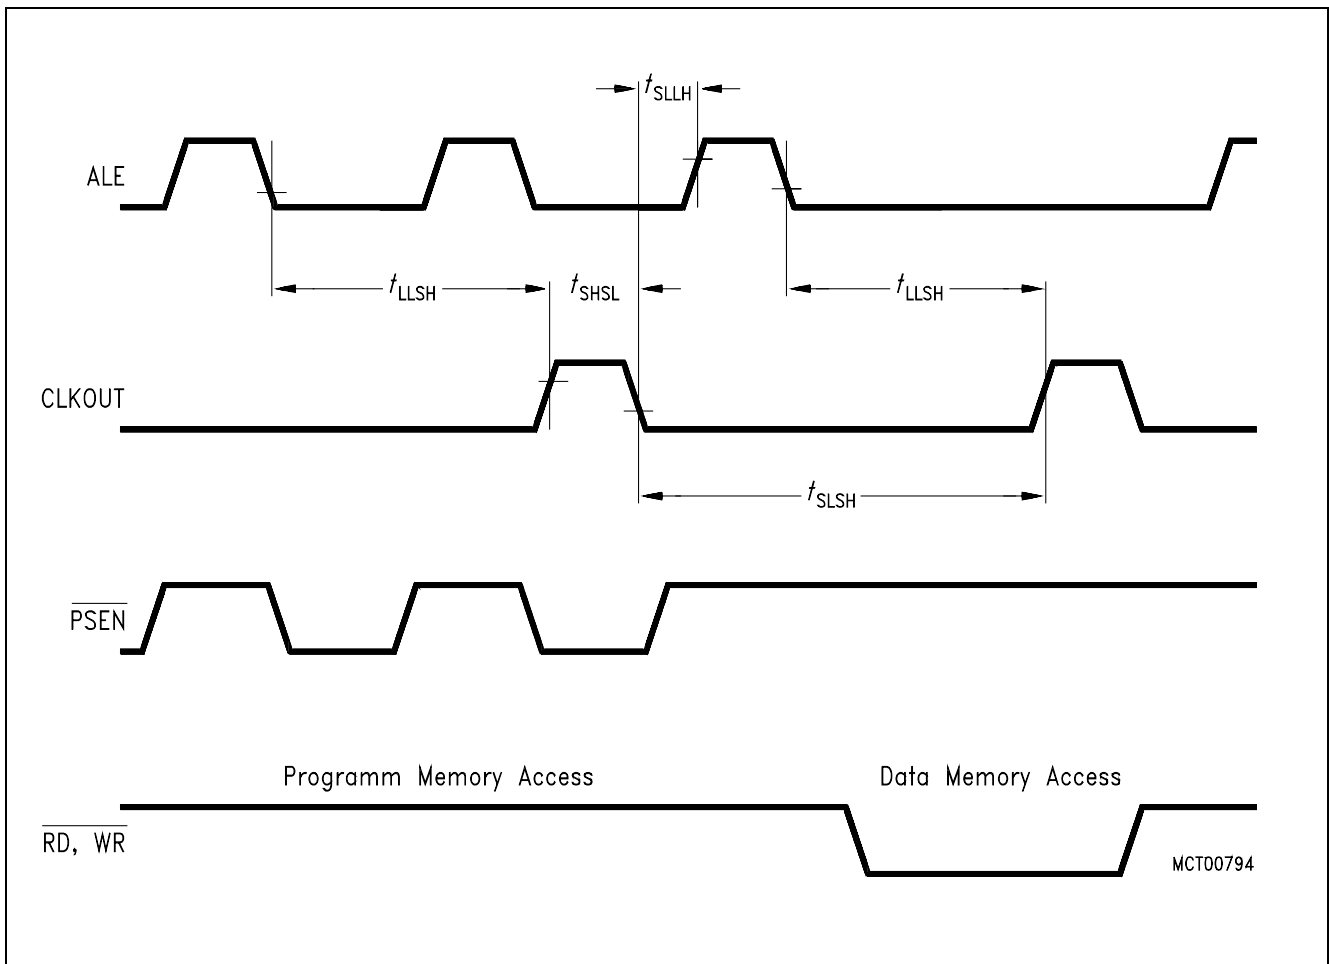 tSLLH
ALE
tLLSH tSHSL tLLSH
CLKOUT
tSLSH
PSEN
Programm Memory Access Data Memory Access
RD, WR
MCT00794